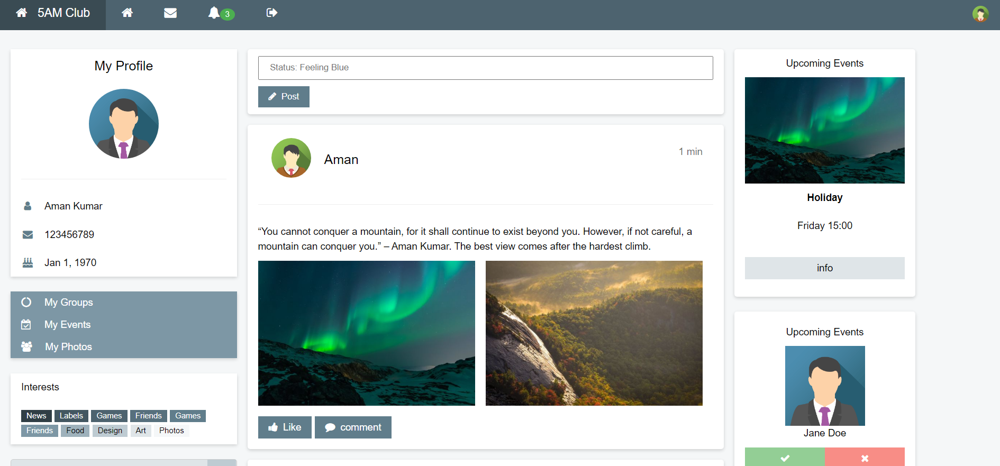 5AM Club
3
My Profile
Aman Kumar
123456789
Jan 1, 1970
My Groups
My Events
My Photos
Interests
News Labels Games Friends Games
Friends Food Design Art Photos
Status: Feeling Blue
Post
Aman
1 min
“You cannot conquer a mountain, for it shall continue to exist beyond you. However, if not careful, a
mountain can conquer you.” – Aman Kumar. The best view comes after the hardest climb.
Like comment
Upcoming Events
Holiday
Friday 15:00
info
Upcoming Events
Jane Doe